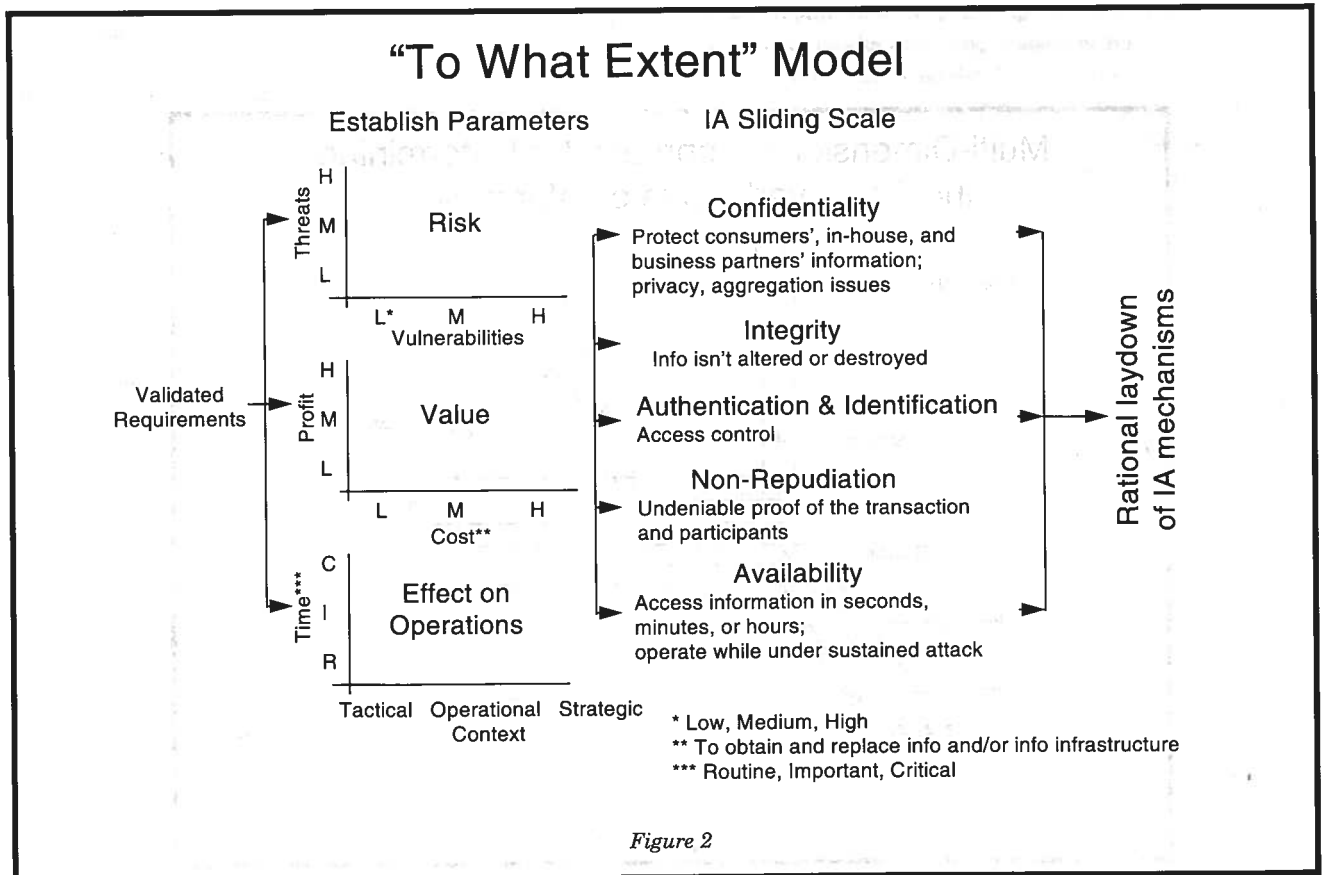 “To What Extent” Model
Establish Parameters
IA Sliding Scale
Validated
Requirements
Threats
H
M
L
Risk
L* M H
Vulnerabilities
Profit
H
M
L
Value
L M H
Cost**
Time***
C
I
R
Effect on
Operations
Tactical Operational Strategic
Context
Confidentiality
Protect consumers’, in-house, and
business partners’ information;
privacy, aggregation issues
Integrity
Info isn’t altered or destroyed
Authentication & Identification
Access control
Non-Repudiation
Undeniable proof of the transaction
and participants
Availability
Access information in seconds,
minutes, or hours;
operate while under sustained attack
Rational laydown
of IA mechanisms
* Low, Medium, High
** To obtain and replace info and/or info infrastructure
*** Routine, Important, Critical
Figure 2